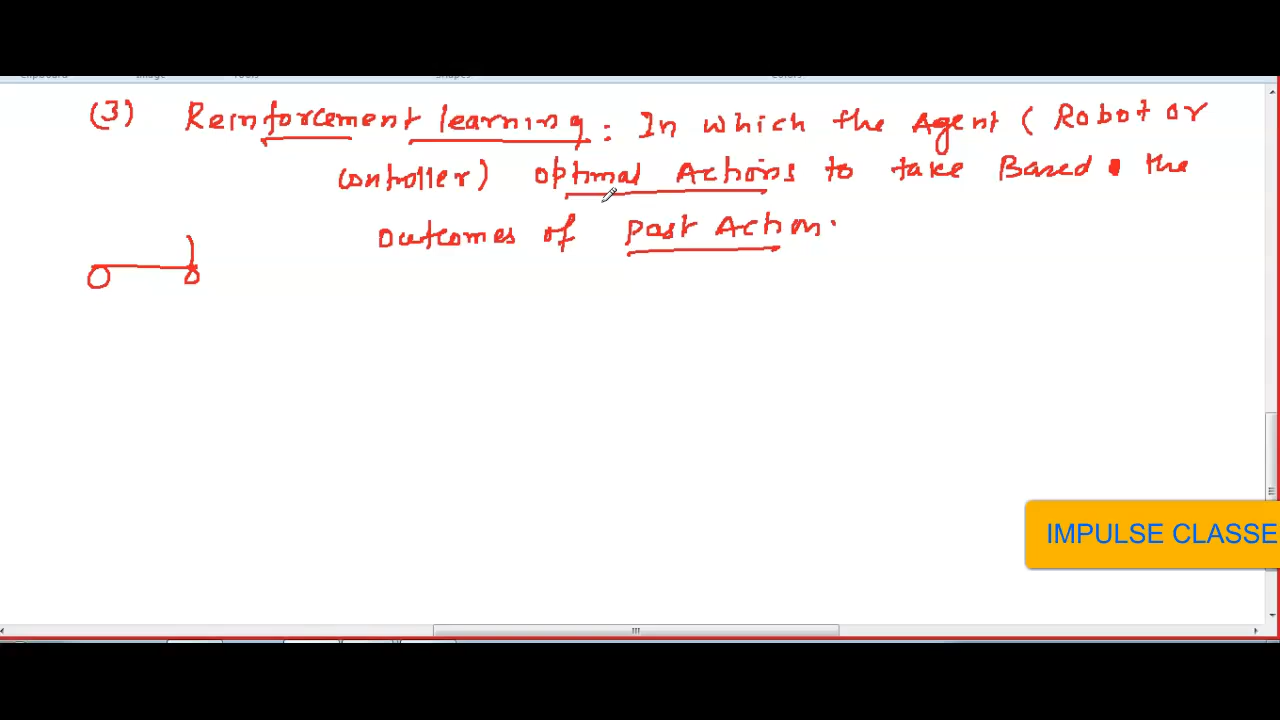 (3) Reinforcement learning : In which the Agent ( Robot or
controller) optimal Actions to take Based the
outcomes of Past Action.
IMPULSE CLASSE